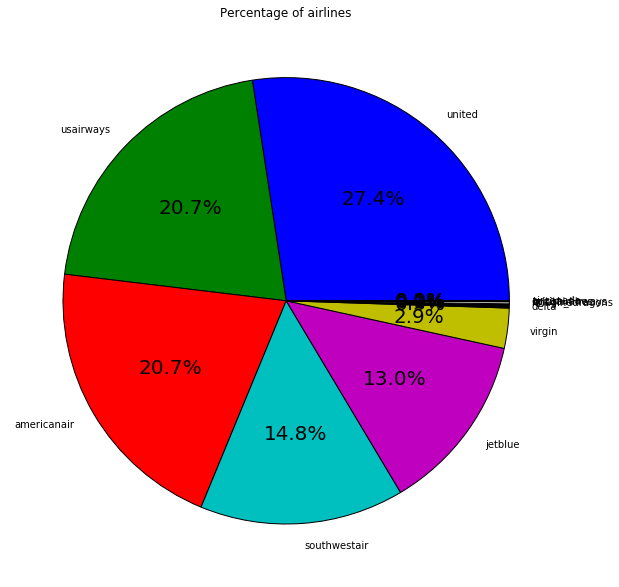 Percentage of airlines
united
usairways
27.4%
20.7%
2.9%
delta
virgin
20.7%
13.0%
americanair
14.8%
jetblue
southwestair